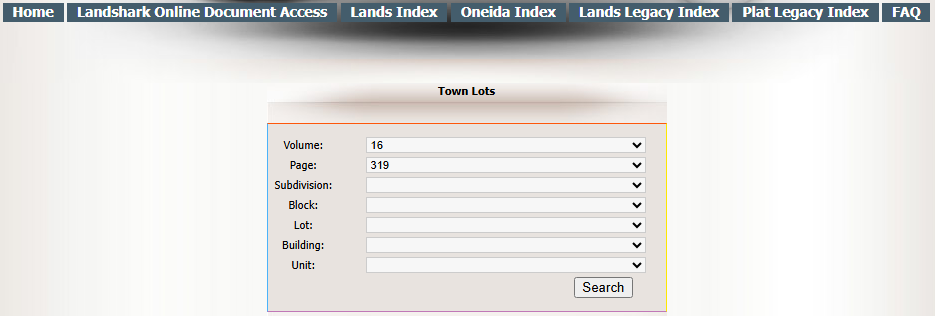 Home Landshark Online Document Access Lands Index Oneida Index Lands Legacy Index Plat Legacy Index FAQ
Town Lots
Volume: 16
Page: 319
Subdivision:
Block:
Lot:
Building:
Unit:
Search